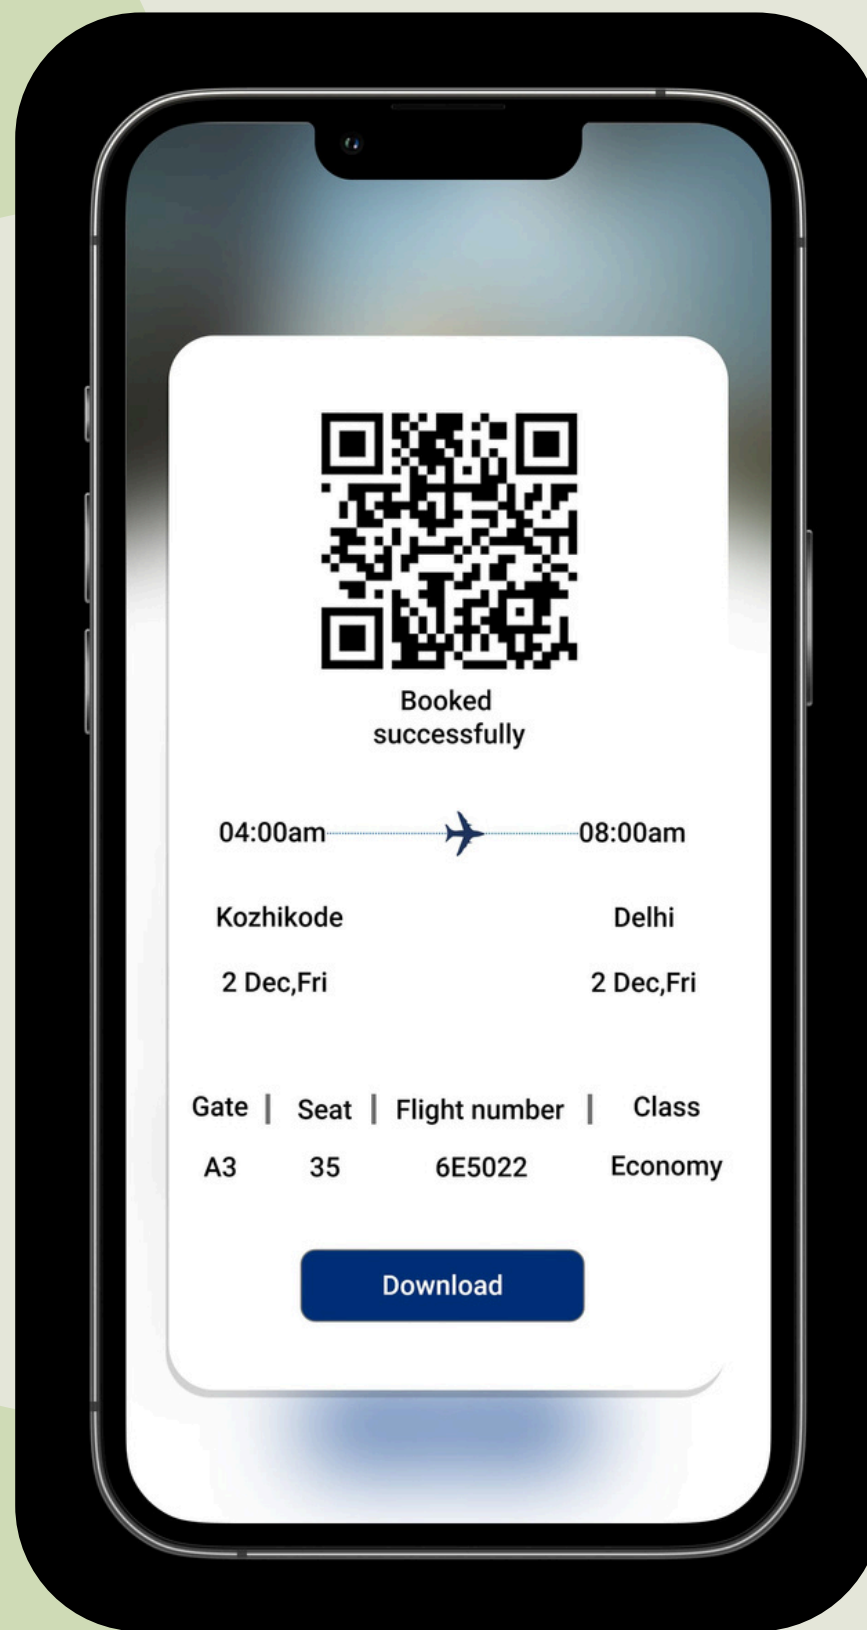 Booked
successfully
04:00am 08:00am
Kozhikode Delhi
2 Dec,Fri 2 Dec,Fri
Gate | Seat | Flight number | Class
A3 35 6E5022 Economy
Download